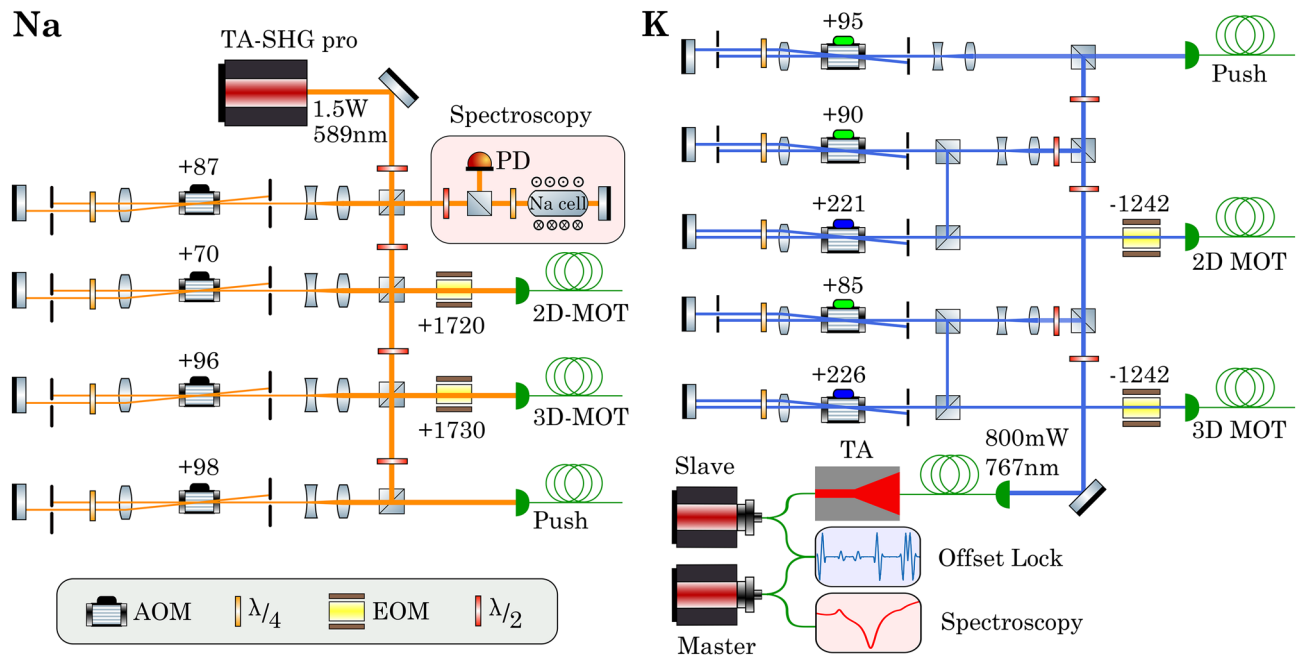 Na
TA-SHG pro
1.5W
589nm
Spectroscopy
PD
Na cell
+87
+70
+1720
2D-MOT
+96
+1730
3D-MOT
+98
Push
AOM
λ/4
EOM
λ/2
K
+95
Push
+90
+221
-1242
2D MOT
+85
+226
-1242
3D MOT
800mW
767nm
TA
Slave
Offset Lock
Master
Spectroscopy